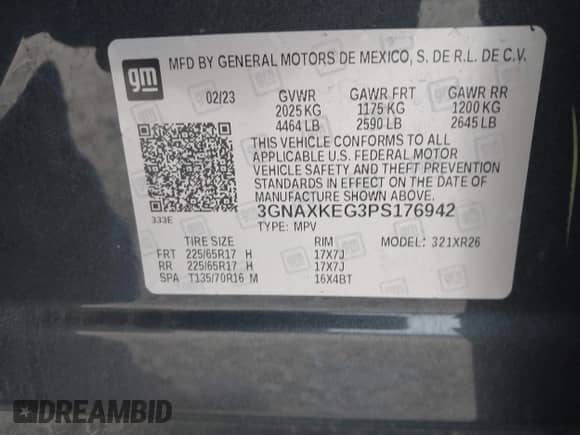 gm
MFD BY GENERAL MOTORS DE MEXICO, S. DE R.L. DE C.V.
02/23 GVWR GAWR FRT GAWR RR
2025 KG 1175 KG 1200 KG
4464 LB 2590 LB 2645 LB
THIS VEHICLE CONFORMS TO ALL
APPLICABLE U.S. FEDERAL MOTOR
VEHICLE SAFETY AND THEFT PREVENTION
STANDARDS IN EFFECT ON THE DATE OF
MANUFACTURE SHOWN ABOVE.
333E
3GNAXKEG3PS176942
TYPE: MPV
TIRE SIZE RIM MODEL: 321XR26
FRT 225/65R17 H 17X7J
RR 225/65R17 H 17X7J
SPA T135/70R16 M 16X4BT
DREAMBID